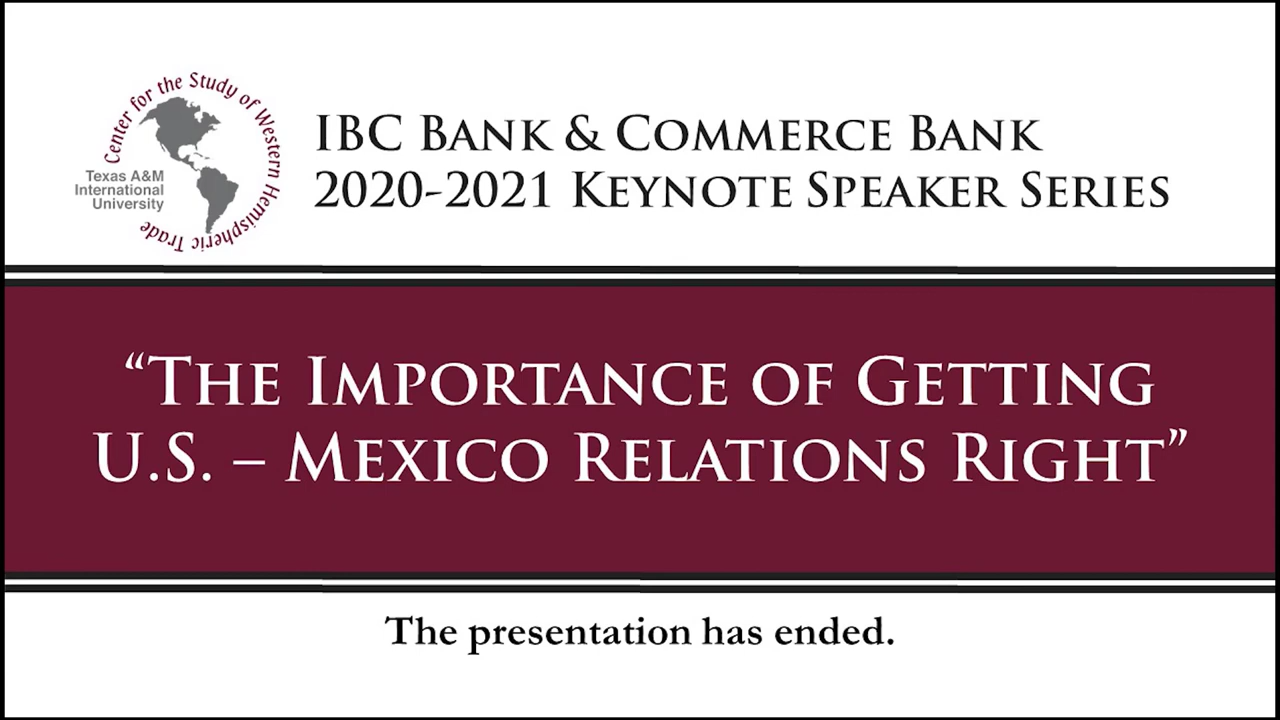 Center for the Study of Western Hemispheric Trade
Texas A&M
International
University
IBC BANK & COMMERCE BANK
2020-2021 KEYNOTE SPEAKER SERIES
“THE IMPORTANCE OF GETTING
U.S. – MEXICO RELATIONS RIGHT”
The presentation has ended.